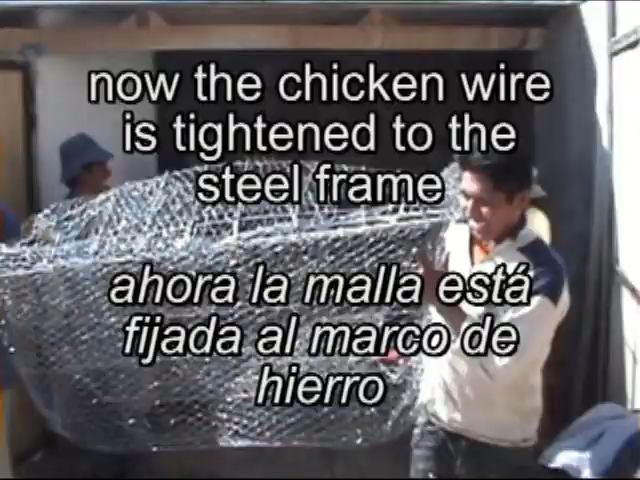 now the chicken wire
is tightened to the
steel frame
ahora la malla está
fijada al marco de
hierro